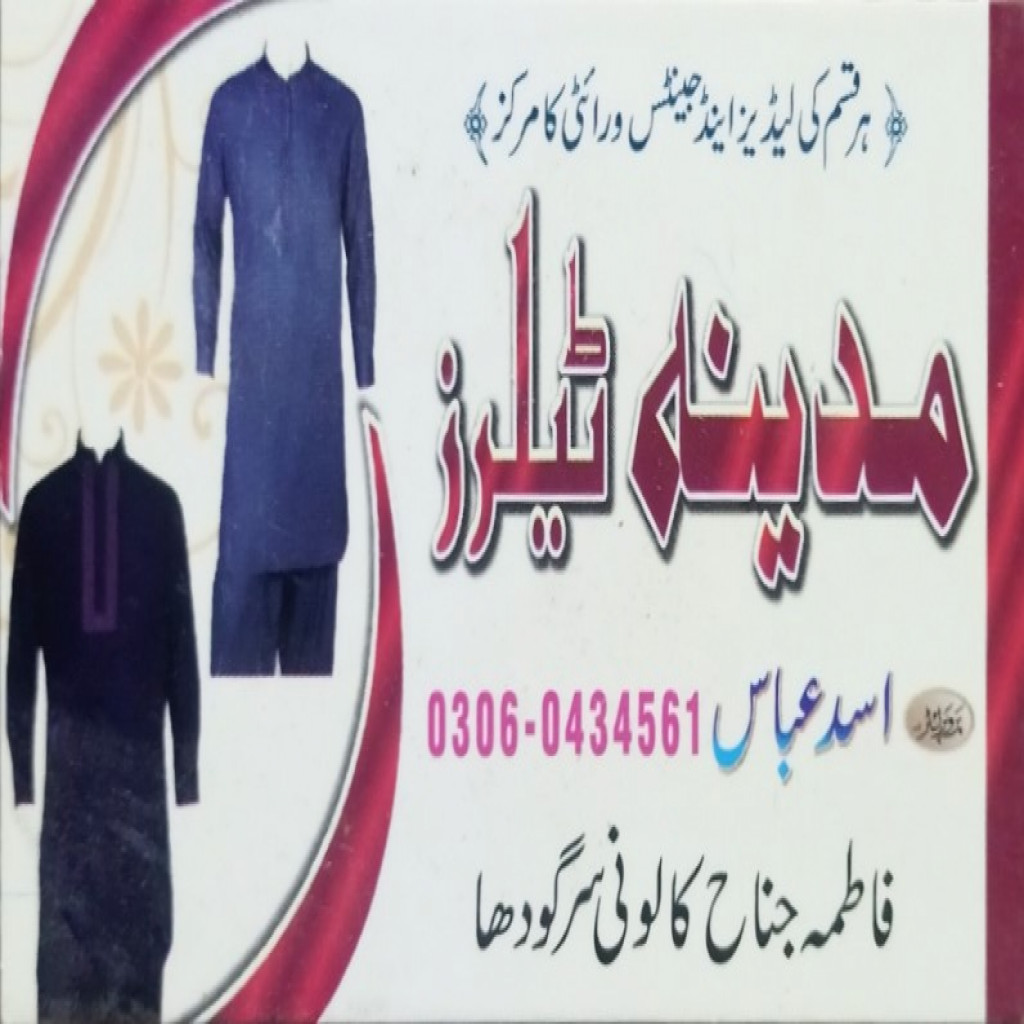 ہر قسم کی لیڈیز اینڈ جینٹس ورائٹی کا مرکز
مدینہ ٹیلرز
پروپرائٹر اسد عباس 0306-0434561
فاطمہ جناح کالونی سرگودھا